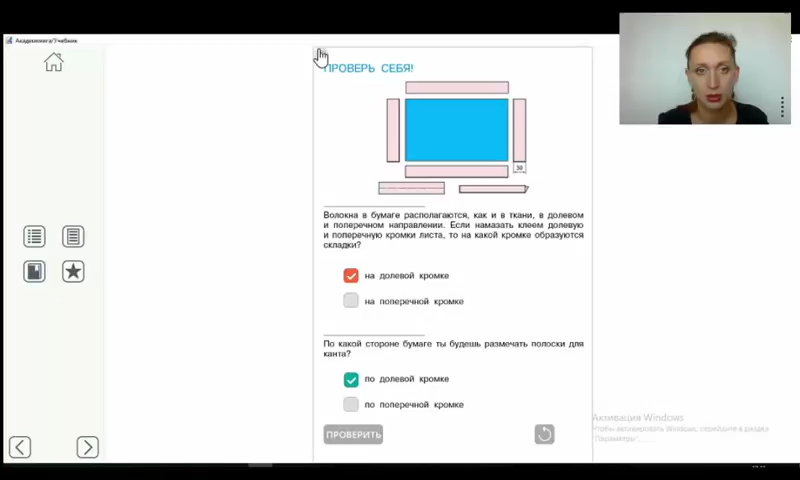 Академкнига/Учебник
ПРОВЕРЬ СЕБЯ!
30
Волокна в бумаге располагаются, как и в ткани, в долевом
и поперечном направлении. Если намазать клеем долевую
и поперечную кромки листа, то на какой кромке образуются
складки?
на долевой кромке
на поперечной кромке
По какой стороне бумаге ты будешь размечать полоски для
канта?
по долевой кромке
по поперечной кромке
ПРОВЕРИТЬ
Активация Windows
Чтобы активировать Windows, перейдите в раздел
"Параметры".